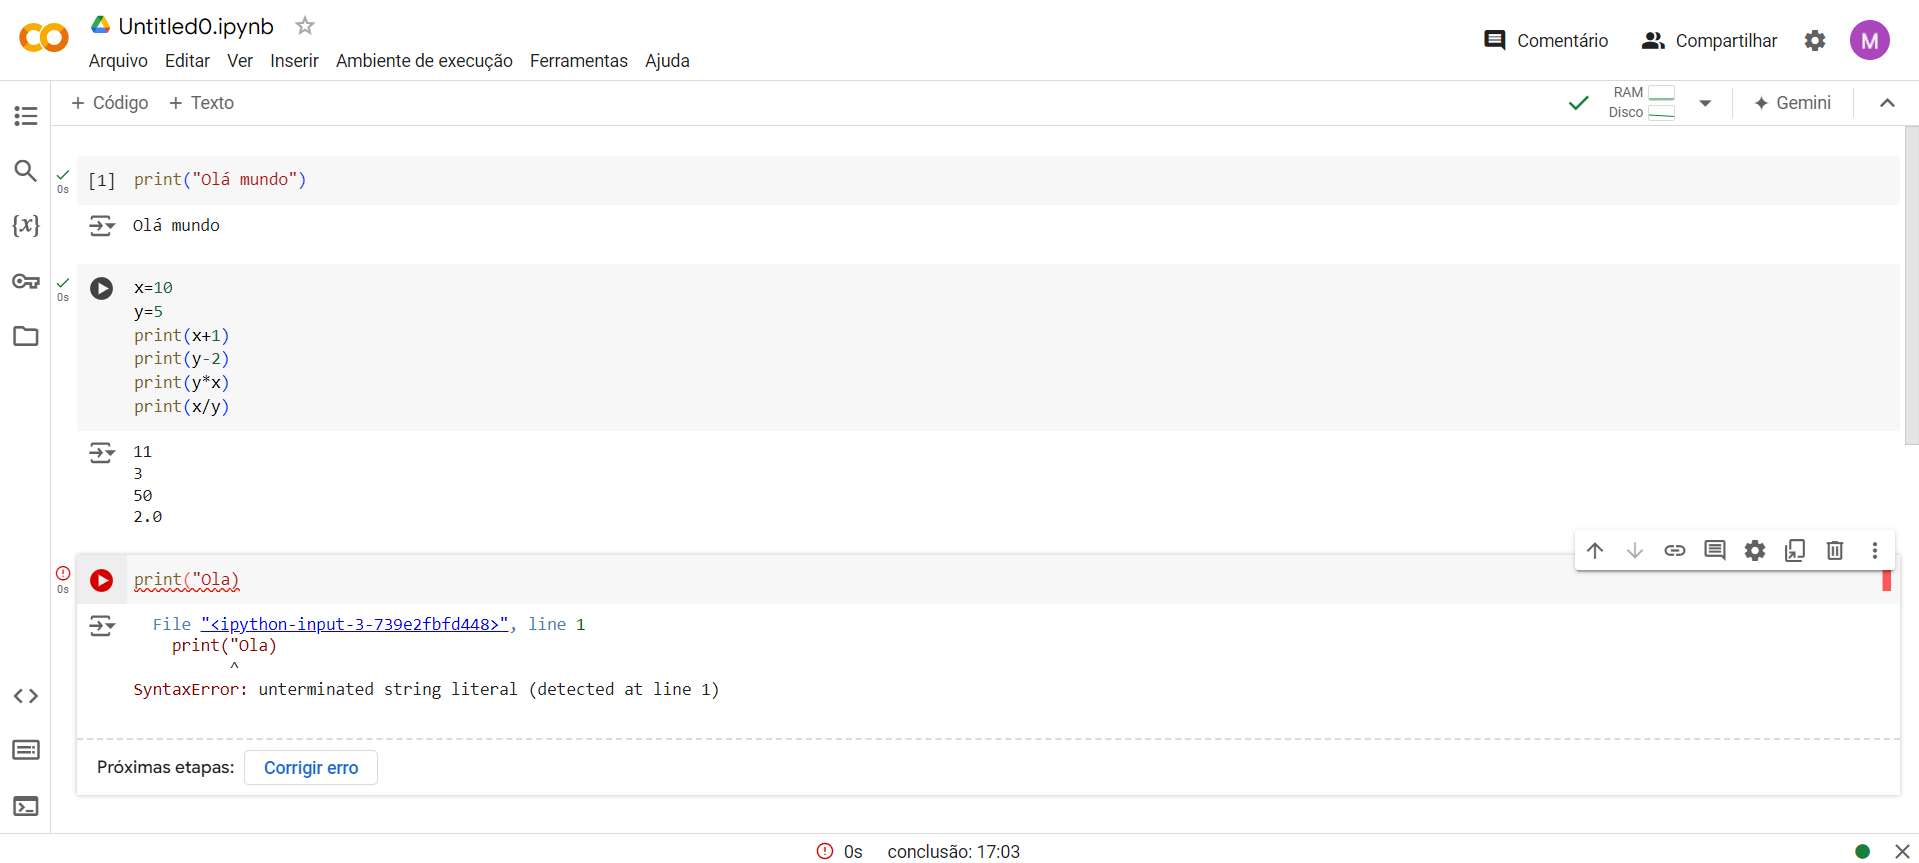 Untitled0.ipynb
Arquivo Editar Ver Inserir Ambiente de execução Ferramentas Ajuda
Comentário Compartilhar M
+ Código + Texto
RAM
Disco
Gemini
0s
[1] print("Olá mundo")
Olá mundo
0s
x=10
y=5
print(x+1)
print(y-2)
print(y*x)
print(x/y)
11
3
50
2.0
0s
print("Ola)
File "<ipython-input-3-739e2fbfd448>", line 1
print("Ola)
^
SyntaxError: unterminated string literal (detected at line 1)
Próximas etapas: Corrigir erro
0s conclusão: 17:03